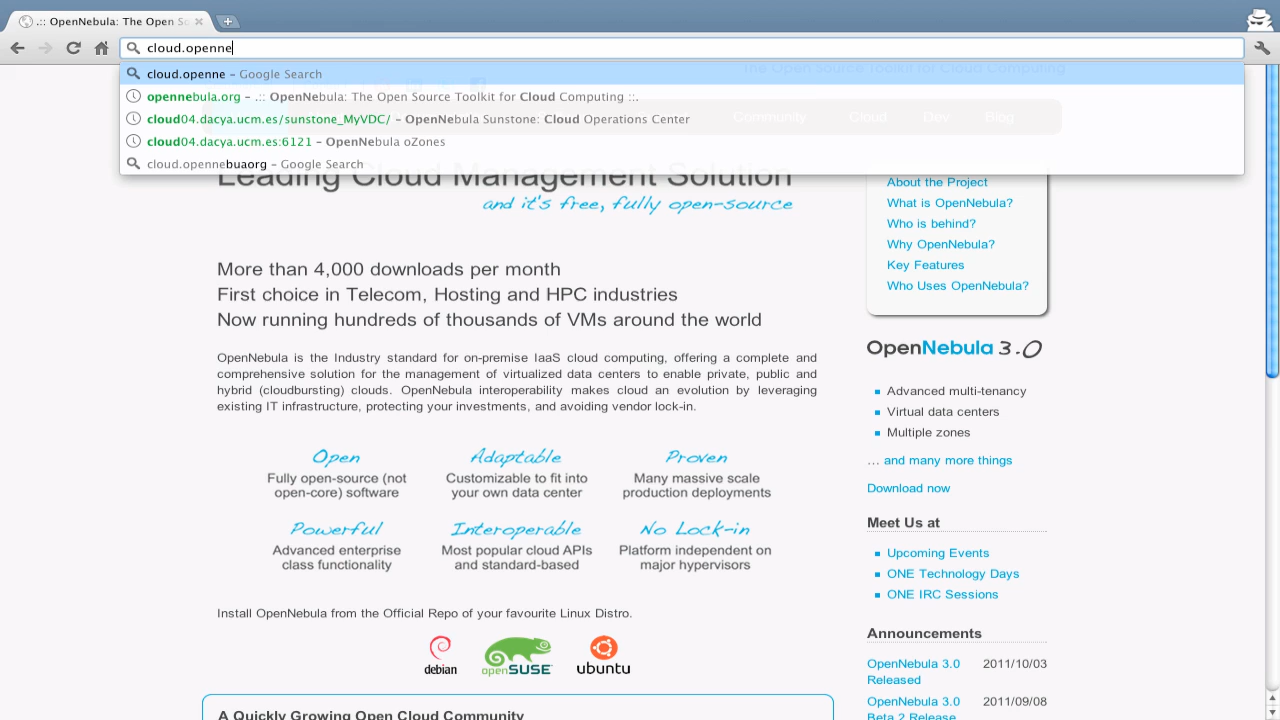 .:: OpenNebula: The Open So
cloud.openne
cloud.openne – Google Search
opennebula.org – .:: OpenNebula: The Open Source Toolkit for Cloud Computing ::.
cloud04.dacya.ucm.es/sunstone_MyVDC/ – OpenNebula Sunstone: Cloud Operations Center
cloud04.dacya.ucm.es:6121 – OpenNebula oZones
cloud.opennebuaorg – Google Search
The Open Source Toolkit for Cloud Computing
Community Cloud Dev Blog
Leading Cloud Management Solution
and it's free, fully open-source
More than 4,000 downloads per month
First choice in Telecom, Hosting and HPC industries
Now running hundreds of thousands of VMs around the world
OpenNebula is the Industry standard for on-premise IaaS cloud computing, offering a complete and
comprehensive solution for the management of virtualized data centers to enable private, public and
hybrid (cloudbursting) clouds. OpenNebula interoperability makes cloud an evolution by leveraging
existing IT infrastructure, protecting your investments, and avoiding vendor lock-in.
Open
Fully open-source (not
open-core) software
Adaptable
Customizable to fit into
your own data center
Proven
Many massive scale
production deployments
Powerful
Advanced enterprise
class functionality
Interoperable
Most popular cloud APIs
and standard-based
No Lock-in
Platform independent on
major hypervisors
Install OpenNebula from the Official Repo of your favourite Linux Distro.
debian
openSUSE
ubuntu
A Quickly Growing Open Cloud Community
About the Project
What is OpenNebula?
Who is behind?
Why OpenNebula?
Key Features
Who Uses OpenNebula?
OpenNebula 3.0
Advanced multi-tenancy
Virtual data centers
Multiple zones
... and many more things
Download now
Meet Us at
Upcoming Events
ONE Technology Days
ONE IRC Sessions
Announcements
OpenNebula 3.0 2011/10/03
Released
OpenNebula 3.0 2011/09/08
Beta 2 Release